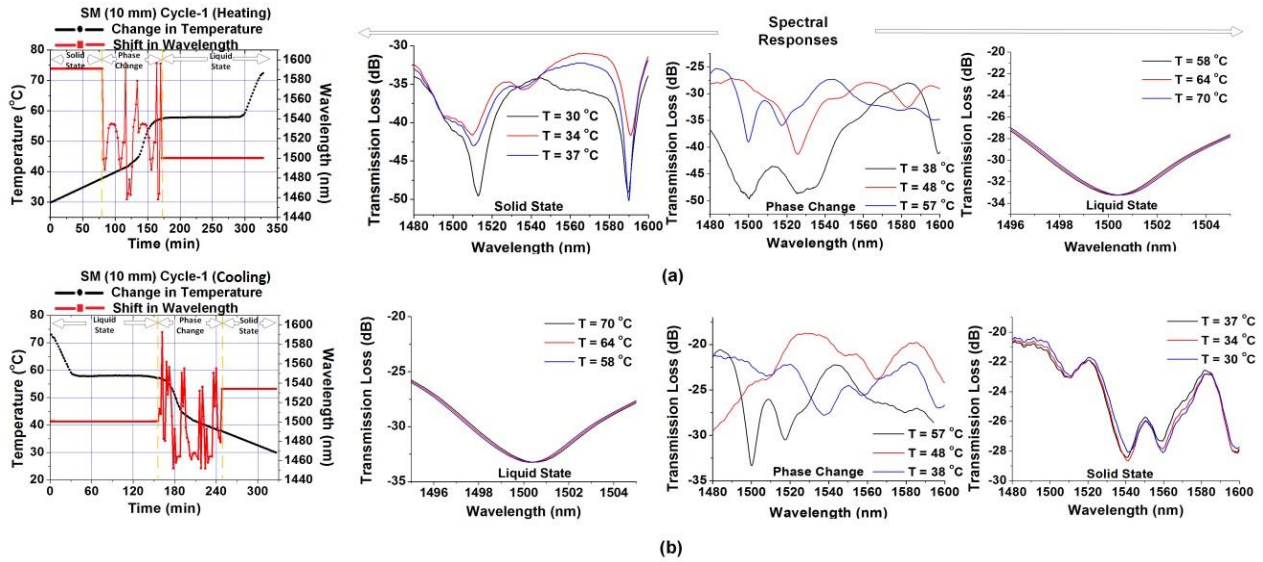 SM (10 mm) Cycle-1 (Heating)
Change in Temperature
Shift in Wavelength
Solid State
Phase Change
Liquid State
Temperature (°C)
80
70
60
50
40
30
20
1600
1580
1560
1540
1520
1500
1480
1460
1440
Wavelength (nm)
0 50 100 150 200 250 300 350
Time (min)
Spectral Responses
Transmission Loss (dB)
-30
-35
-40
-45
-50
T = 30 °C
T = 34 °C
T = 37 °C
Solid State
1480 1500 1520 1540 1560 1580 1600
Wavelength (nm)
Transmission Loss (dB)
-25
-30
-35
-40
-45
-50
T = 38 °C
T = 48 °C
T = 57 °C
Phase Change
1480 1500 1520 1540 1560 1580 1600
Wavelength (nm)
Transmission Loss (dB)
-20
-22
-24
-26
-28
-30
-32
-34
T = 58 °C
T = 64 °C
T = 70 °C
Liquid State
1496 1498 1500 1502 1504
Wavelength (nm)
(a)
SM (10 mm) Cycle-1 (Cooling)
Change in Temperature
Shift in Wavelength
Liquid State
Phase Change
Solid State
Temperature (°C)
80
70
60
50
40
30
20
1600
1580
1560
1540
1520
1500
1480
1460
1440
Wavelength (nm)
0 60 120 180 240 300
Time (min)
Transmission Loss (dB)
-20
-25
-30
-35
T = 70 °C
T = 64 °C
T = 58 °C
Liquid State
1496 1498 1500 1502 1504
Wavelength (nm)
Transmission Loss (dB)
-20
-25
-30
-35
T = 57 °C
T = 48 °C
T = 38 °C
Phase Change
1480 1500 1520 1540 1560 1580 1600
Wavelength (nm)
Transmission Loss (dB)
-20
-22
-24
-26
-28
-30
T = 37 °C
T = 34 °C
T = 30 °C
Solid State
1480 1500 1520 1540 1560 1580 1600
Wavelength (nm)
(b)